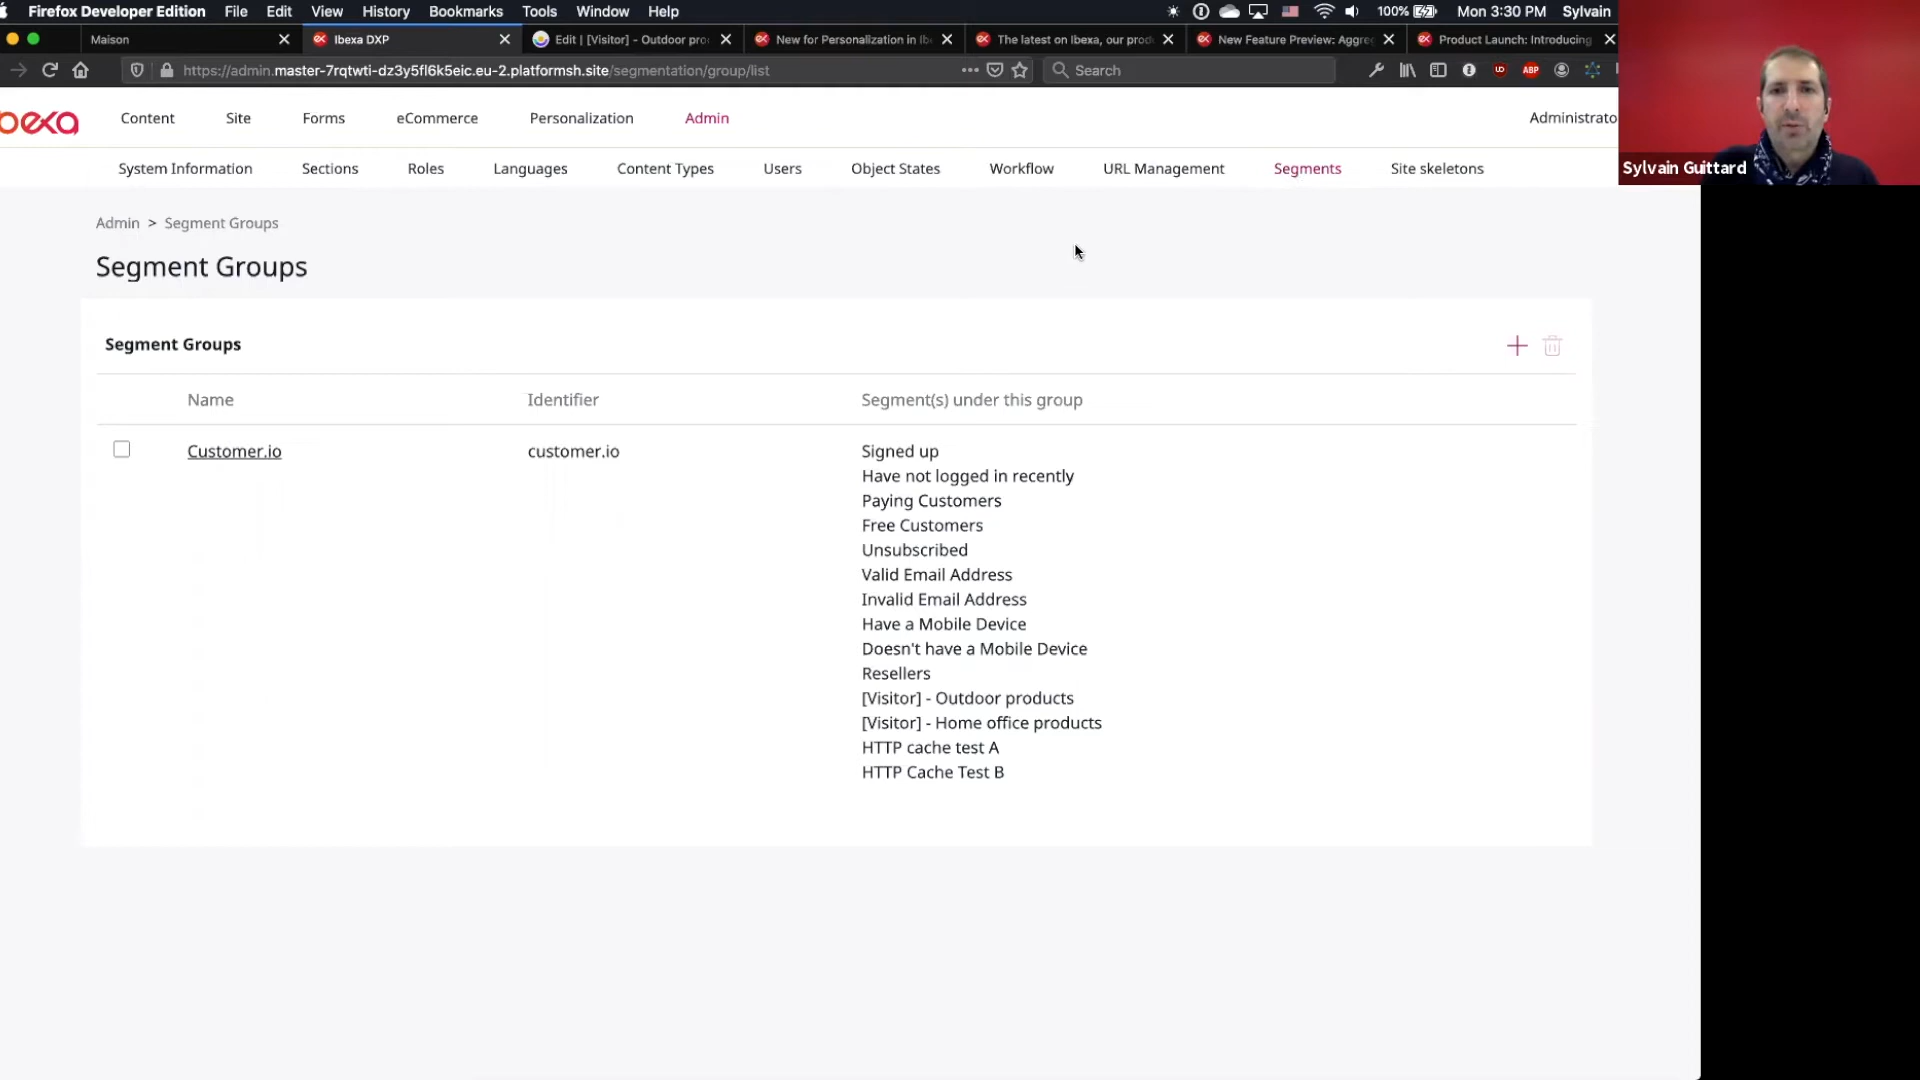 Firefox Developer Edition File Edit View History Bookmarks Tools Window Help 100% Mon 3:30 PM Sylvain
Maison Ibexa DXP Edit | [Visitor] - Outdoor pro New for Personalization in Ib The latest on Ibexa, our prod New Feature Preview: Aggre Product Launch: Introducing
https://admin.master-7rqtwti-dz3y5fl6k5eic.eu-2.platformsh.site/segmentation/group/list Search ABP
bexa Content Site Forms eCommerce Personalization Admin Administrato
System Information Sections Roles Languages Content Types Users Object States Workflow URL Management Segments Site skeletons
Sylvain Guittard
Admin > Segment Groups
Segment Groups
Segment Groups
Name Identifier Segment(s) under this group
Customer.io customer.io Signed up
Have not logged in recently
Paying Customers
Free Customers
Unsubscribed
Valid Email Address
Invalid Email Address
Have a Mobile Device
Doesn't have a Mobile Device
Resellers
[Visitor] - Outdoor products
[Visitor] - Home office products
HTTP cache test A
HTTP Cache Test B